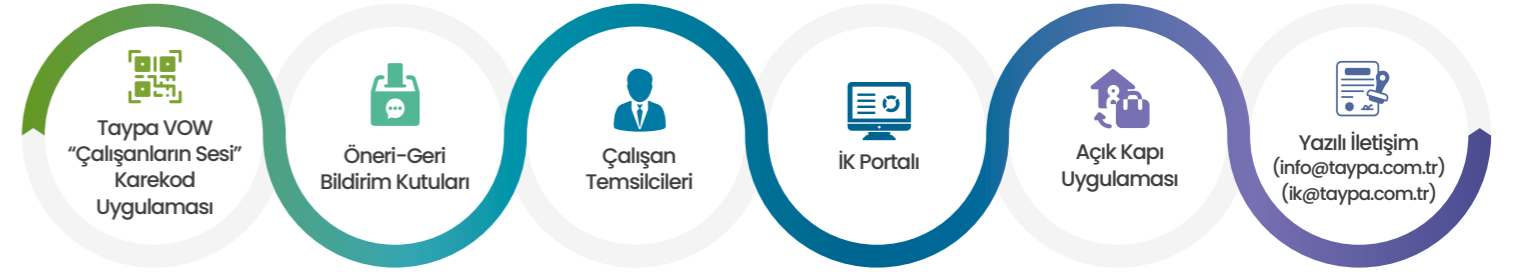 Taypa VOW
“Çalışanların Sesi”
Karekod
Uygulaması
Öneri-Geri
Bildirim Kutuları
Çalışan
Temsilcileri
İK Portalı
Açık Kapı
Uygulaması
Yazılı İletişim
(info@taypa.com.tr)
(ik@taypa.com.tr)